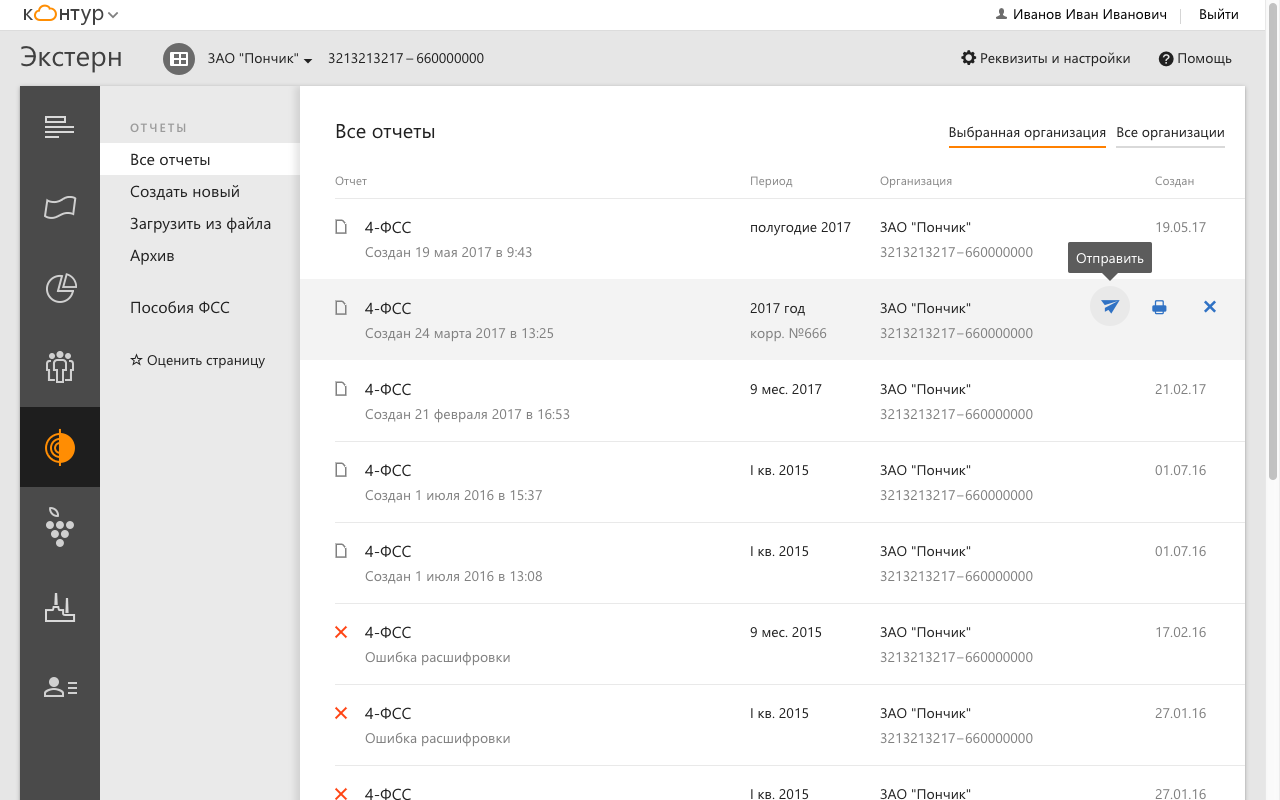 контур
Иванов Иван Иванович
Выйти
Экстерн
ЗАО "Пончик"
3213213217–660000000
Реквизиты и настройки
Помощь
ОТЧЕТЫ
Все отчеты
Создать новый
Загрузить из файла
Архив
Пособия ФСС
Оценить страницу
Все отчеты
Выбранная организация
Все организации
Отчет
Период
Организация
Создан
4-ФСС
полугодие 2017
ЗАО "Пончик"
19.05.17
Создан 19 мая 2017 в 9:43
3213213217–660000000
Отправить
4-ФСС
2017 год
ЗАО "Пончик"
Создан 24 марта 2017 в 13:25
корр. №666
3213213217–660000000
4-ФСС
9 мес. 2017
ЗАО "Пончик"
21.02.17
Создан 21 февраля 2017 в 16:53
3213213217–660000000
4-ФСС
I кв. 2015
ЗАО "Пончик"
01.07.16
Создан 1 июля 2016 в 15:37
3213213217–660000000
4-ФСС
I кв. 2015
ЗАО "Пончик"
01.07.16
Создан 1 июля 2016 в 13:08
3213213217–660000000
4-ФСС
9 мес. 2015
ЗАО "Пончик"
17.02.16
Ошибка расшифровки
3213213217–660000000
4-ФСС
I кв. 2015
ЗАО "Пончик"
27.01.16
Ошибка расшифровки
3213213217–660000000
4-ФСС
I кв. 2015
ЗАО "Пончик"
27.01.16